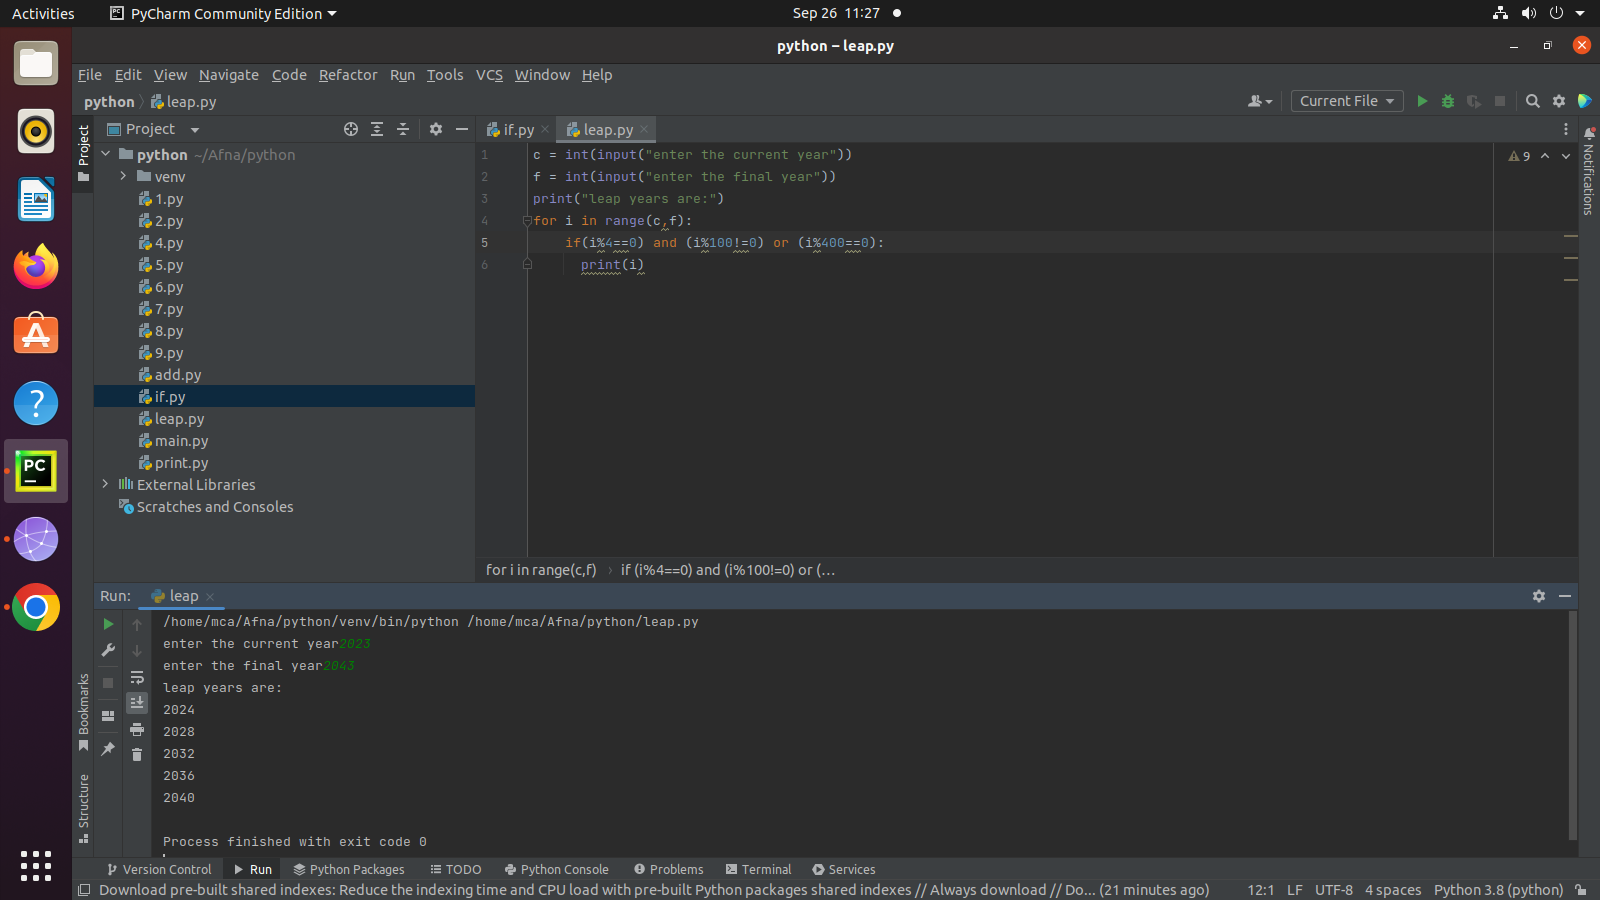 Activities
PyCharm Community Edition
Sep 26 11:27
python – leap.py
File Edit View Navigate Code Refactor Run Tools VCS Window Help
python leap.py
Current File
Project
Project
if.py
leap.py
Notifications
python ~/Afna/python
venv
1.py
2.py
4.py
5.py
6.py
7.py
8.py
9.py
add.py
if.py
leap.py
main.py
print.py
External Libraries
Scratches and Consoles
9
1 c = int(input("enter the current year"))
2 f = int(input("enter the final year"))
3 print("leap years are:")
4 for i in range(c,f):
5 if(i%4==0) and (i%100!=0) or (i%400==0):
6 print(i)
for i in range(c,f) › if (i%4==0) and (i%100!=0) or (…
Run: leap
/home/mca/Afna/python/venv/bin/python /home/mca/Afna/python/leap.py
enter the current year2023
enter the final year2043
leap years are:
2024
2028
2032
2036
2040
Process finished with exit code 0
Bookmarks
Structure
Version Control Run Python Packages TODO Python Console Problems Terminal Services
Download pre-built shared indexes: Reduce the indexing time and CPU load with pre-built Python packages shared indexes // Always download // Do... (21 minutes ago)
12:1 LF UTF-8 4 spaces Python 3.8 (python)
PC